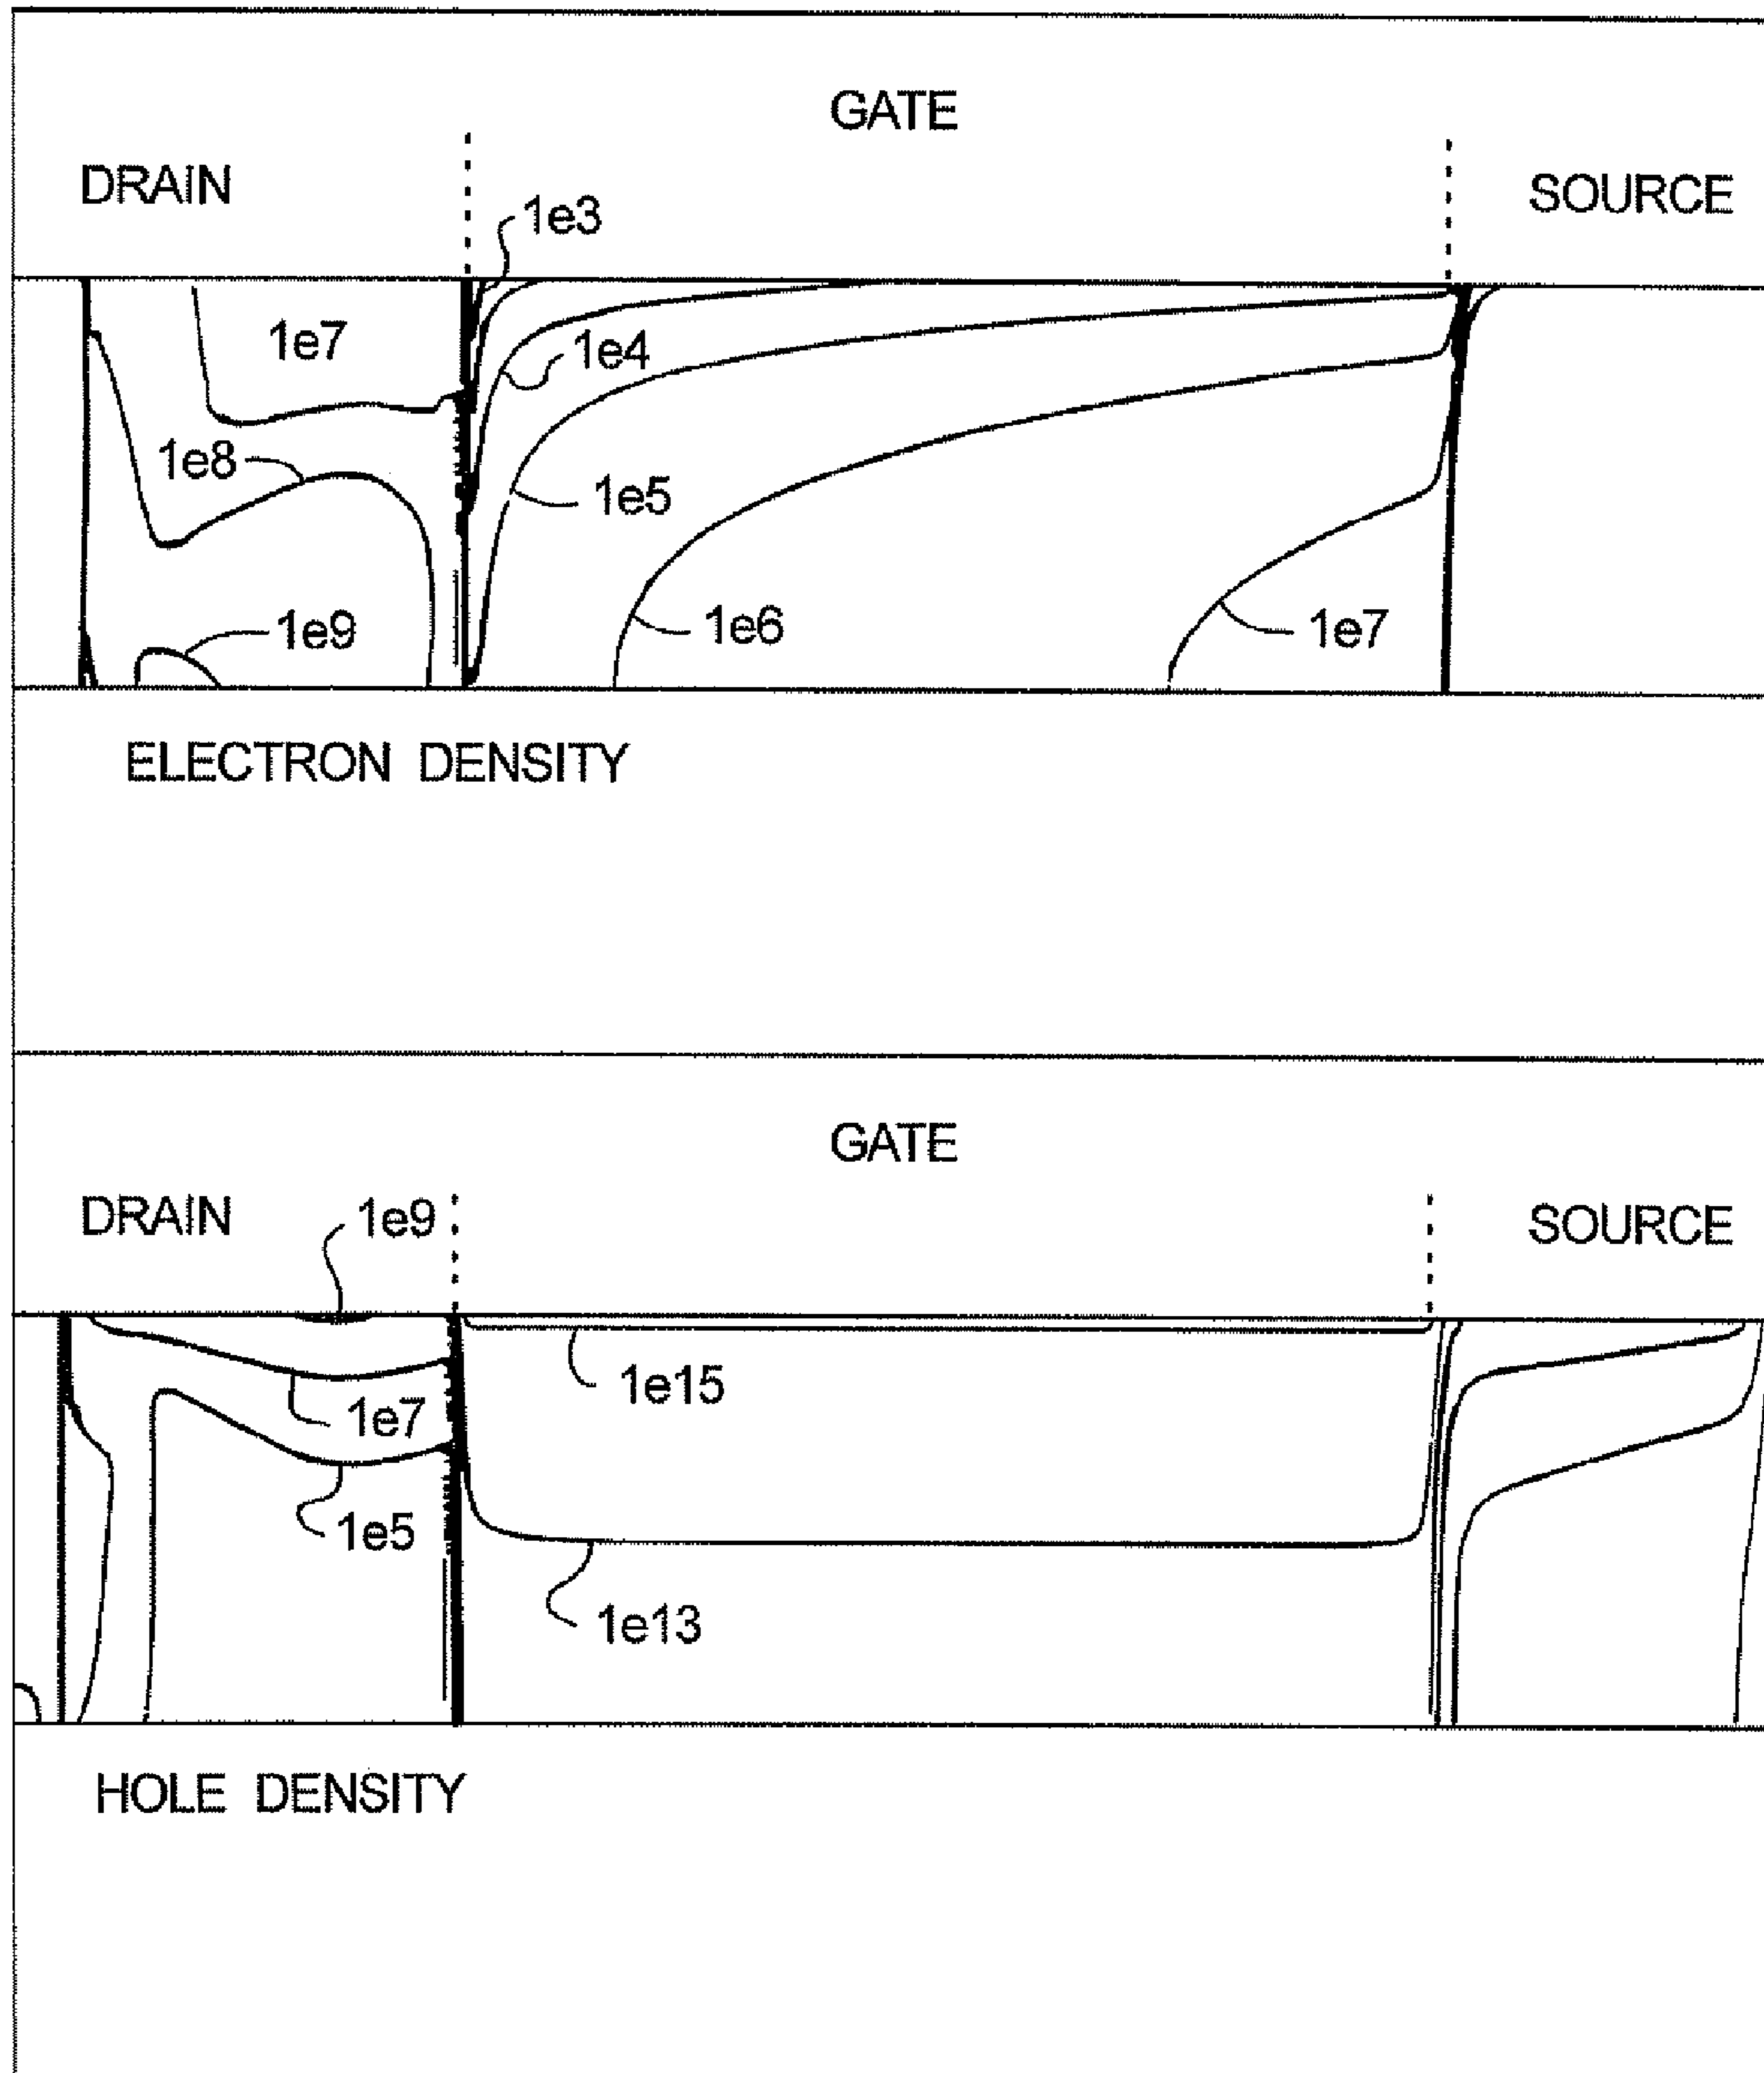 GATE
DRAIN
SOURCE
1e3
1e7
1e4
1e8
1e5
1e9
1e6
1e7
ELECTRON DENSITY
GATE
DRAIN
1e9
SOURCE
1e15
1e7
1e5
1e13
HOLE DENSITY